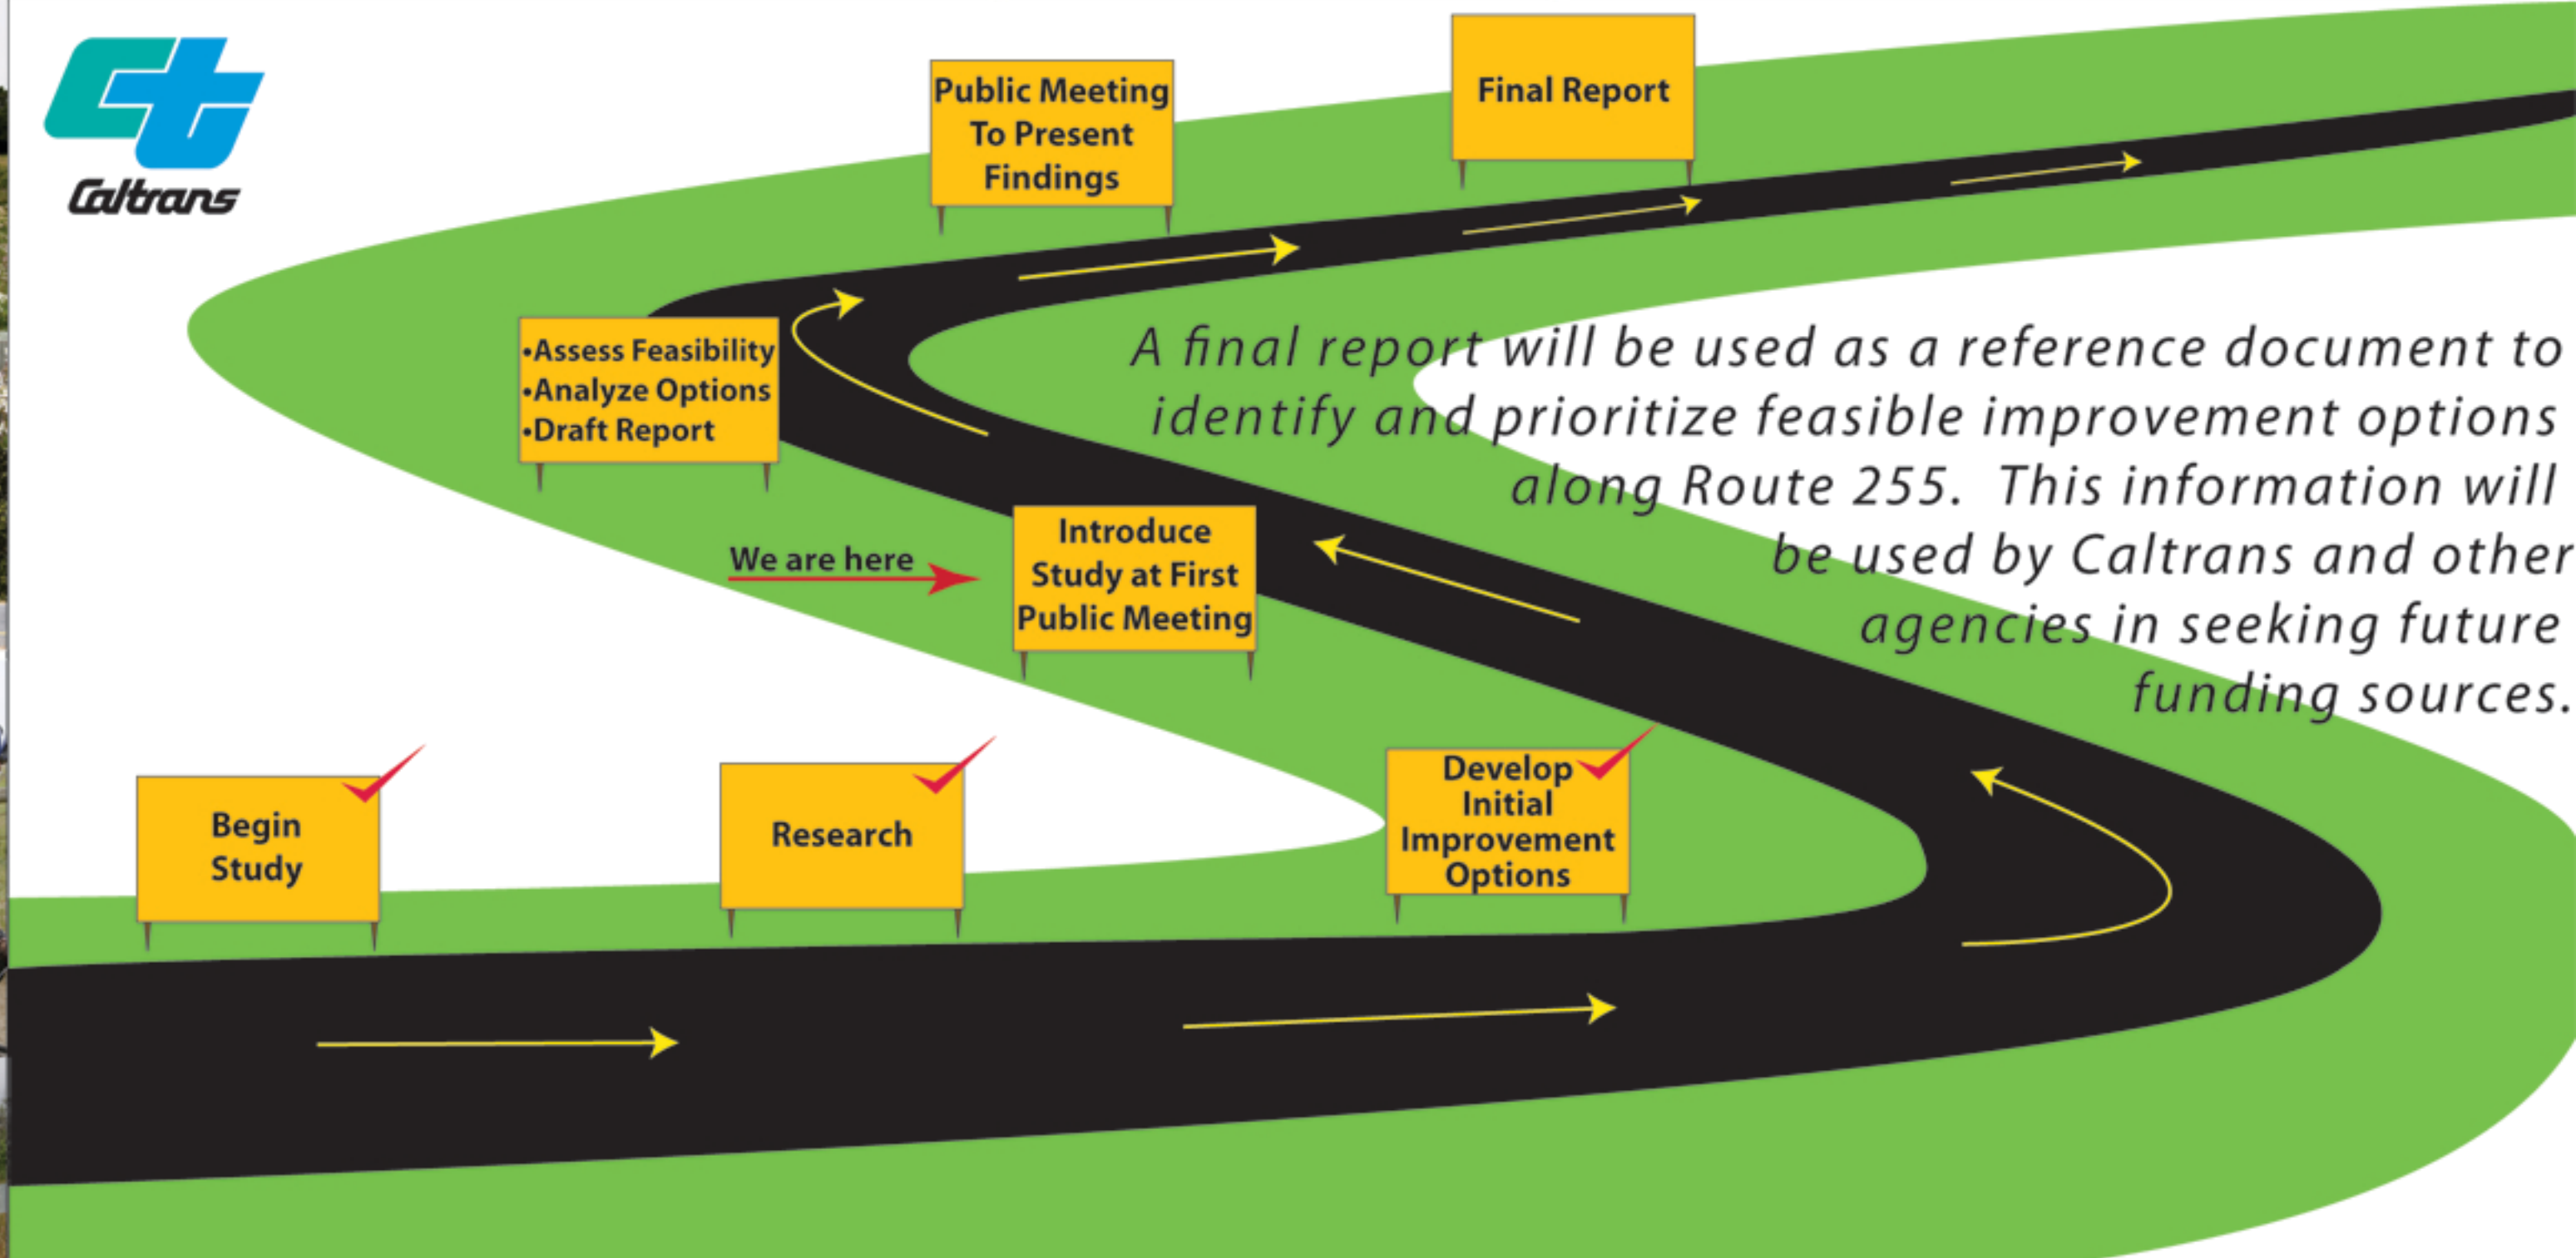 Caltrans
Public Meeting
To Present
Findings
Final Report
•Assess Feasibility
•Analyze Options
•Draft Report
A final report will be used as a reference document to
identify and prioritize feasible improvement options
along Route 255.  This information will
be used by Caltrans and other
agencies in seeking future
funding sources.
We are here
Introduce
Study at First
Public Meeting
Begin
Study
Research
Develop
Initial
Improvement
Options